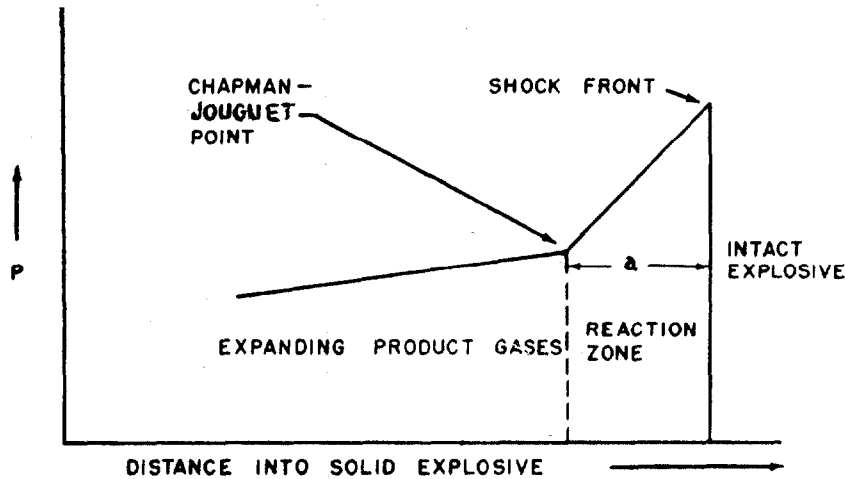 CHAPMAN–
JOUGUET
POINT
SHOCK FRONT
P
a
INTACT
EXPLOSIVE
EXPANDING PRODUCT GASES
REACTION
ZONE
DISTANCE INTO SOLID EXPLOSIVE